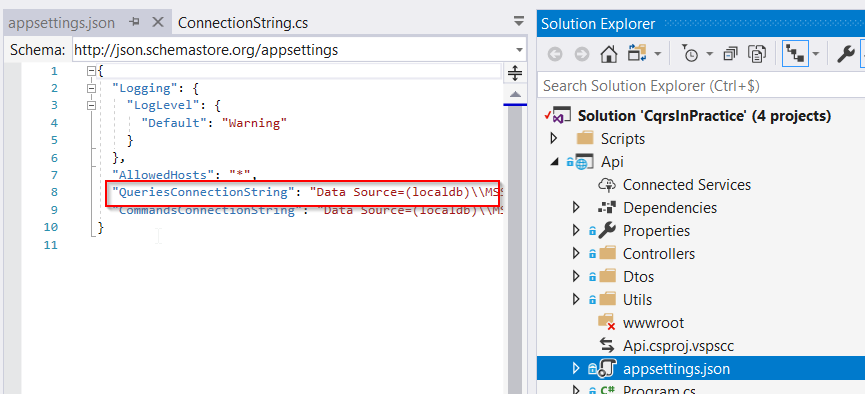 appsettings.json
ConnectionString.cs
Schema: http://json.schemastore.org/appsettings
1 {
2 "Logging": {
3 "LogLevel": {
4 "Default": "Warning"
5 }
6 },
7 "AllowedHosts": "*",
8 "QueriesConnectionString": "Data Source=(localdb)\\MSS
9 "CommandsConnectionString": "Data Source=(localdb)\\MS
10 }
11
Solution Explorer
Search Solution Explorer (Ctrl+$)
Solution 'CqrsInPractice' (4 projects)
Scripts
Api
Connected Services
Dependencies
Properties
Controllers
Dtos
Utils
wwwroot
Api.csproj.vspscc
appsettings.json
Program.cs